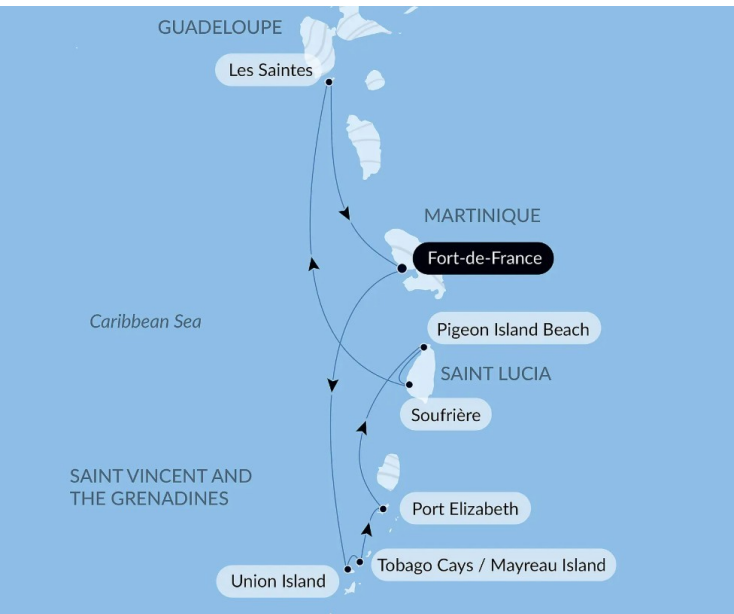 GUADELOUPE
Les Saintes
MARTINIQUE
Fort-de-France
Caribbean Sea
Pigeon Island Beach
SAINT LUCIA
Soufrière
SAINT VINCENT AND
THE GRENADINES
Port Elizabeth
Tobago Cays / Mayreau Island
Union Island